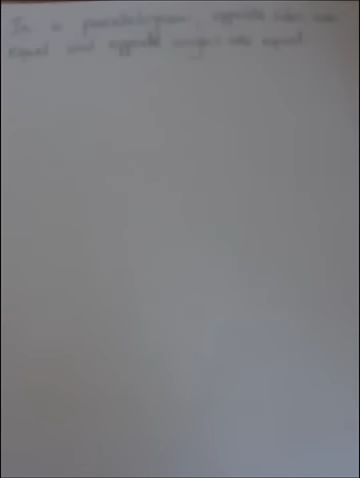 In a parallelogram, opposite sides are
equal and opposite angles are equal